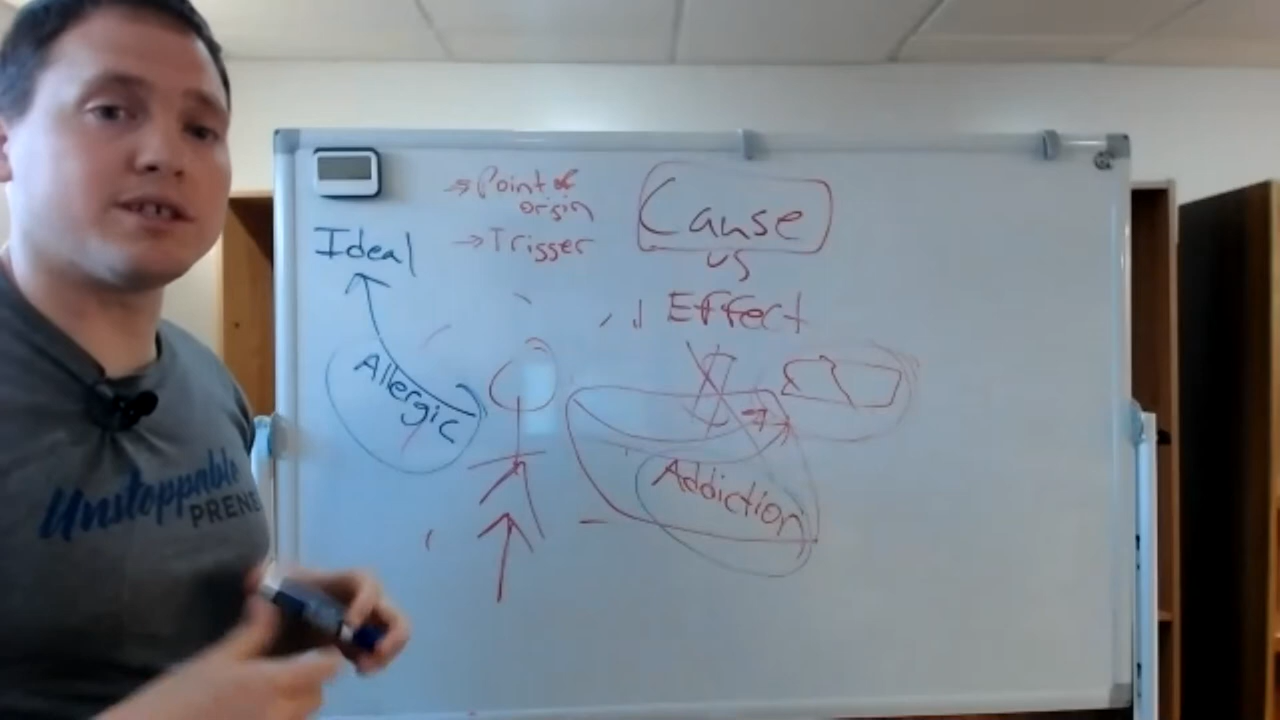 → Point of
origin
→ Trigger
Cause
vs
Effect
Ideal
Allergic
Addiction
Unstoppable
PRENE